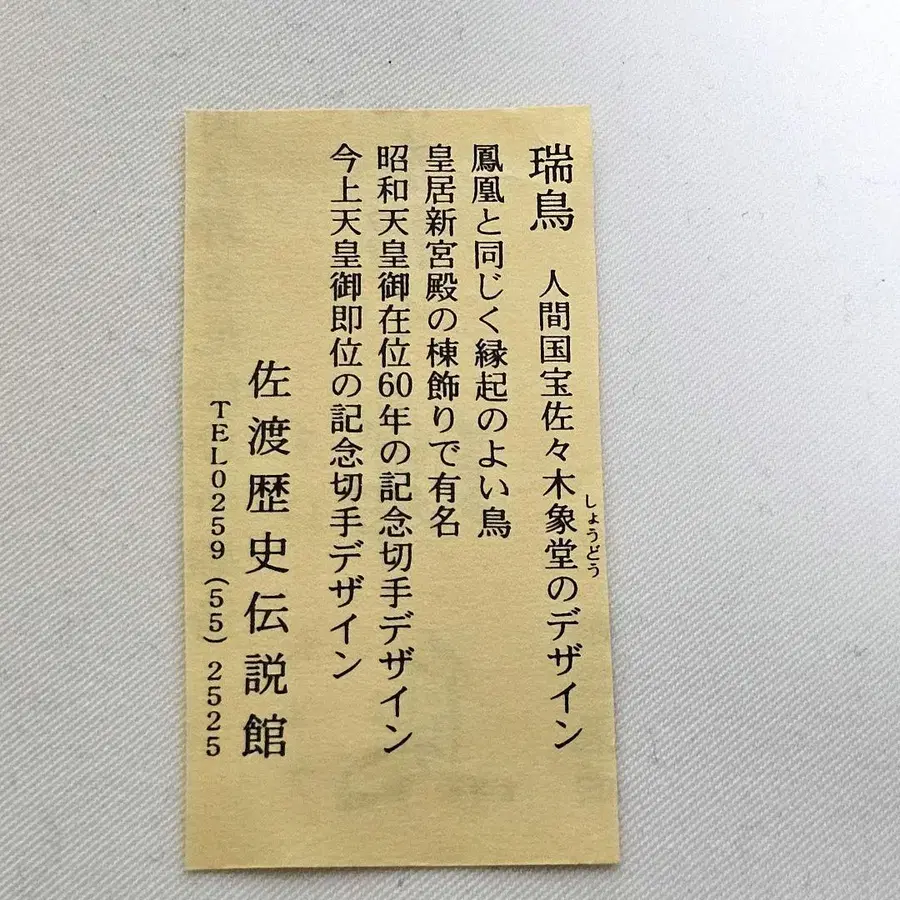 瑞鳥 人間国宝佐々木象堂のデザイン
しょうどう
鳳凰と同じく縁起のよい鳥
皇居新宮殿の棟飾りで有名
昭和天皇御在位60年の記念切手デザイン
今上天皇御即位の記念切手デザイン
佐渡歴史伝説館
TEL0259(55)2525